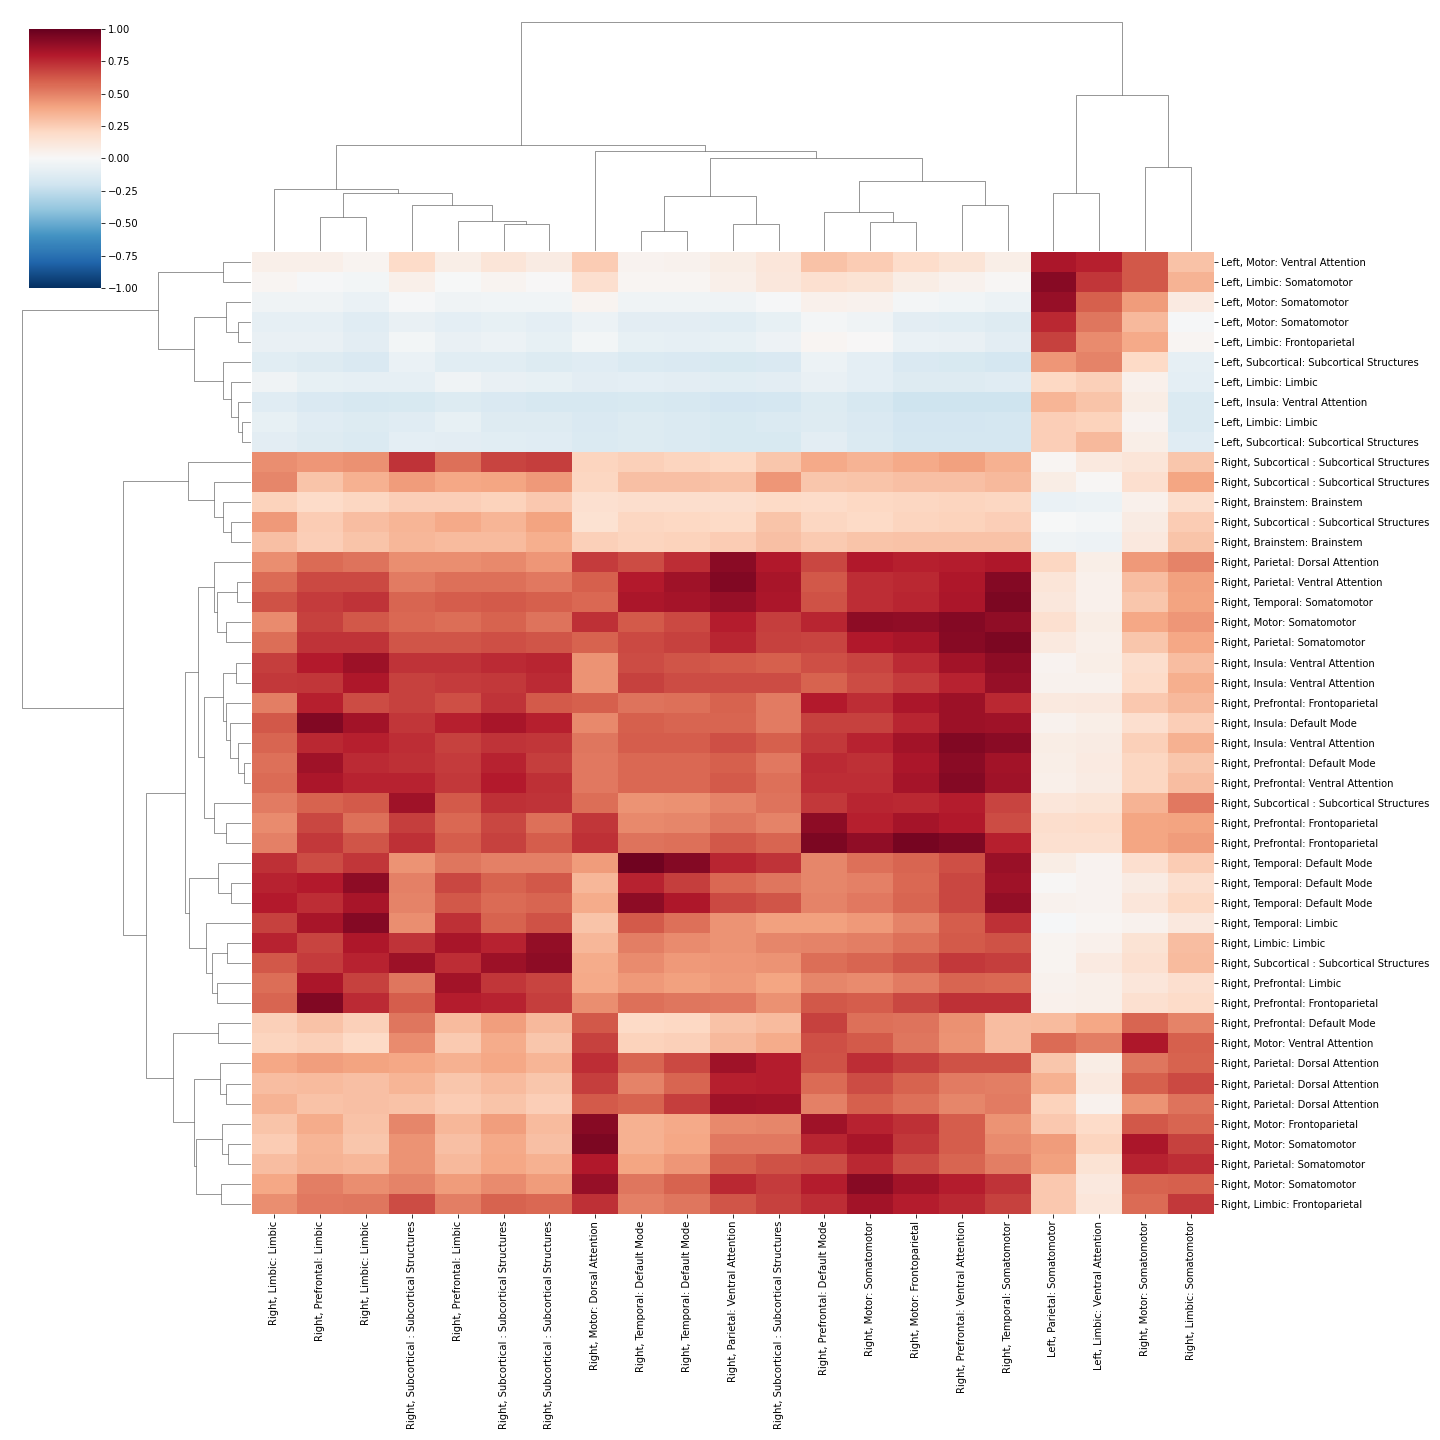 1.00
0.75
0.50
0.25
0.00
−0.25
−0.50
−0.75
−1.00
Left, Motor: Ventral Attention
Left, Limbic: Somatomotor
Left, Motor: Somatomotor
Left, Motor: Somatomotor
Left, Limbic: Frontoparietal
Left, Subcortical: Subcortical Structures
Left, Limbic: Limbic
Left, Insula: Ventral Attention
Left, Limbic: Limbic
Left, Subcortical: Subcortical Structures
Right, Subcortical : Subcortical Structures
Right, Subcortical : Subcortical Structures
Right, Brainstem: Brainstem
Right, Subcortical : Subcortical Structures
Right, Brainstem: Brainstem
Right, Parietal: Dorsal Attention
Right, Parietal: Ventral Attention
Right, Temporal: Somatomotor
Right, Motor: Somatomotor
Right, Parietal: Somatomotor
Right, Insula: Ventral Attention
Right, Insula: Ventral Attention
Right, Prefrontal: Frontoparietal
Right, Insula: Default Mode
Right, Insula: Ventral Attention
Right, Prefrontal: Default Mode
Right, Prefrontal: Ventral Attention
Right, Subcortical : Subcortical Structures
Right, Prefrontal: Frontoparietal
Right, Prefrontal: Frontoparietal
Right, Temporal: Default Mode
Right, Temporal: Default Mode
Right, Temporal: Default Mode
Right, Temporal: Limbic
Right, Limbic: Limbic
Right, Subcortical : Subcortical Structures
Right, Prefrontal: Limbic
Right, Prefrontal: Frontoparietal
Right, Prefrontal: Default Mode
Right, Motor: Ventral Attention
Right, Parietal: Dorsal Attention
Right, Parietal: Dorsal Attention
Right, Parietal: Dorsal Attention
Right, Motor: Frontoparietal
Right, Motor: Somatomotor
Right, Parietal: Somatomotor
Right, Motor: Somatomotor
Right, Limbic: Frontoparietal
Right, Limbic: Limbic
Right, Prefrontal: Limbic
Right, Limbic: Limbic
Right, Subcortical : Subcortical Structures
Right, Prefrontal: Limbic
Right, Subcortical : Subcortical Structures
Right, Subcortical : Subcortical Structures
Right, Motor: Dorsal Attention
Right, Temporal: Default Mode
Right, Temporal: Default Mode
Right, Parietal: Ventral Attention
Right, Subcortical : Subcortical Structures
Right, Prefrontal: Default Mode
Right, Motor: Somatomotor
Right, Motor: Frontoparietal
Right, Prefrontal: Ventral Attention
Right, Temporal: Somatomotor
Left, Parietal: Somatomotor
Left, Limbic: Ventral Attention
Right, Motor: Somatomotor
Right, Limbic: Somatomotor